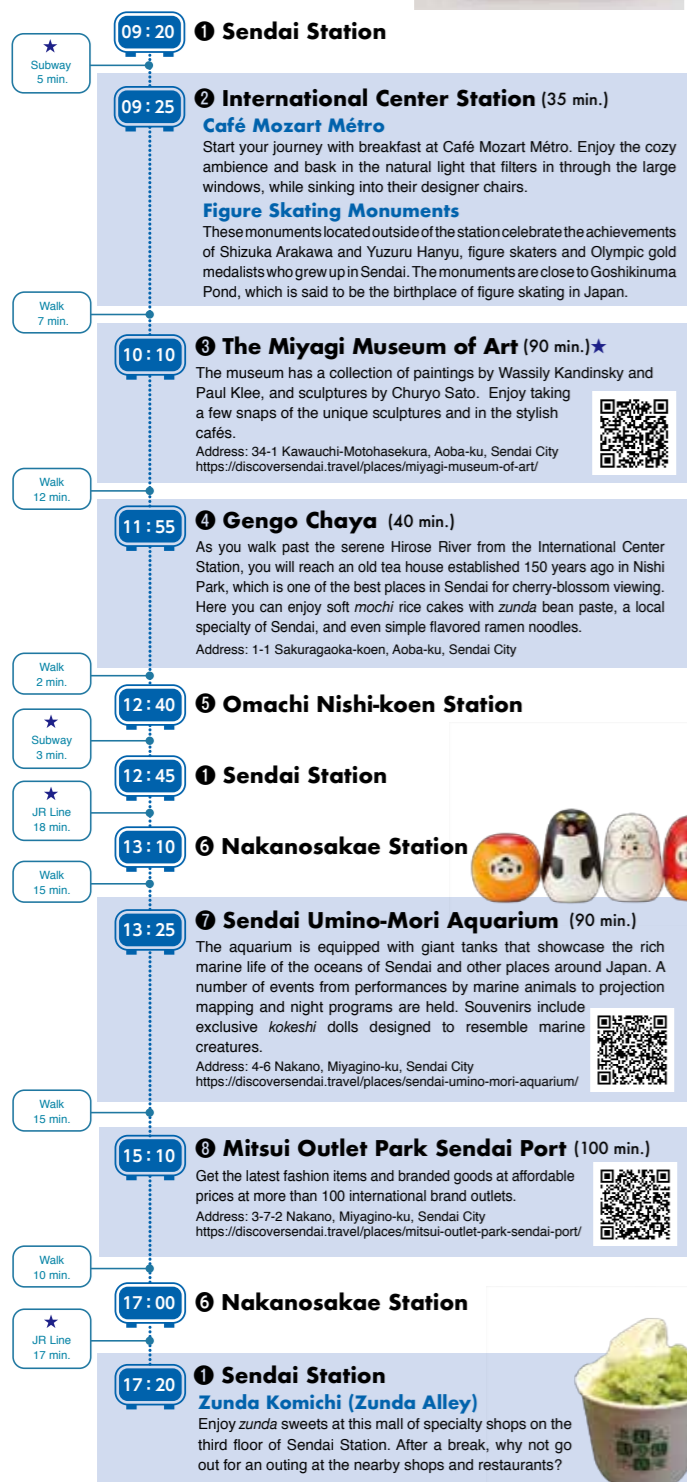 09:20 ❶ Sendai Station
★
Subway
5 min.
09:25 ❷ International Center Station (35 min.)
Café Mozart Métro
Start your journey with breakfast at Café Mozart Métro. Enjoy the cozy
ambience and bask in the natural light that filters in through the large
windows, while sinking into their designer chairs.
Figure Skating Monuments
These monuments located outside of the station celebrate the achievements
of Shizuka Arakawa and Yuzuru Hanyu, figure skaters and Olympic gold
medalists who grew up in Sendai. The monuments are close to Goshikinuma
Pond, which is said to be the birthplace of figure skating in Japan.
Walk
7 min.
10:10 ❸ The Miyagi Museum of Art (90 min.)★
The museum has a collection of paintings by Wassily Kandinsky and
Paul Klee, and sculptures by Churyo Sato. Enjoy taking
a few snaps of the unique sculptures and in the stylish
cafés.
Address: 34-1 Kawauchi-Motohasekura, Aoba-ku, Sendai City
https://discoversendai.travel/places/miyagi-museum-of-art/
Walk
12 min.
11:55 ❹ Gengo Chaya (40 min.)
As you walk past the serene Hirose River from the International Center
Station, you will reach an old tea house established 150 years ago in Nishi
Park, which is one of the best places in Sendai for cherry-blossom viewing.
Here you can enjoy soft mochi rice cakes with zunda bean paste, a local
specialty of Sendai, and even simple flavored ramen noodles.
Address: 1-1 Sakuragaoka-koen, Aoba-ku, Sendai City
Walk
2 min.
12:40 ❺ Omachi Nishi-koen Station
★
Subway
3 min.
12:45 ❶ Sendai Station
★
JR Line
18 min.
13:10 ❻ Nakanosakae Station
Walk
15 min.
13:25 ❼ Sendai Umino-Mori Aquarium (90 min.)
The aquarium is equipped with giant tanks that showcase the rich
marine life of the oceans of Sendai and other places around Japan. A
number of events from performances by marine animals to projection
mapping and night programs are held. Souvenirs include
exclusive kokeshi dolls designed to resemble marine
creatures.
Address: 4-6 Nakano, Miyagino-ku, Sendai City
https://discoversendai.travel/places/sendai-umino-mori-aquarium/
Walk
15 min.
15:10 ❽ Mitsui Outlet Park Sendai Port (100 min.)
Get the latest fashion items and branded goods at affordable
prices at more than 100 international brand outlets.
Address: 3-7-2 Nakano, Miyagino-ku, Sendai City
https://discoversendai.travel/places/mitsui-outlet-park-sendai-port/
Walk
10 min.
17:00 ❻ Nakanosakae Station
★
JR Line
17 min.
17:20 ❶ Sendai Station
Zunda Komichi (Zunda Alley)
Enjoy zunda sweets at this mall of specialty shops on the
third floor of Sendai Station. After a break, why not go
out for an outing at the nearby shops and restaurants?